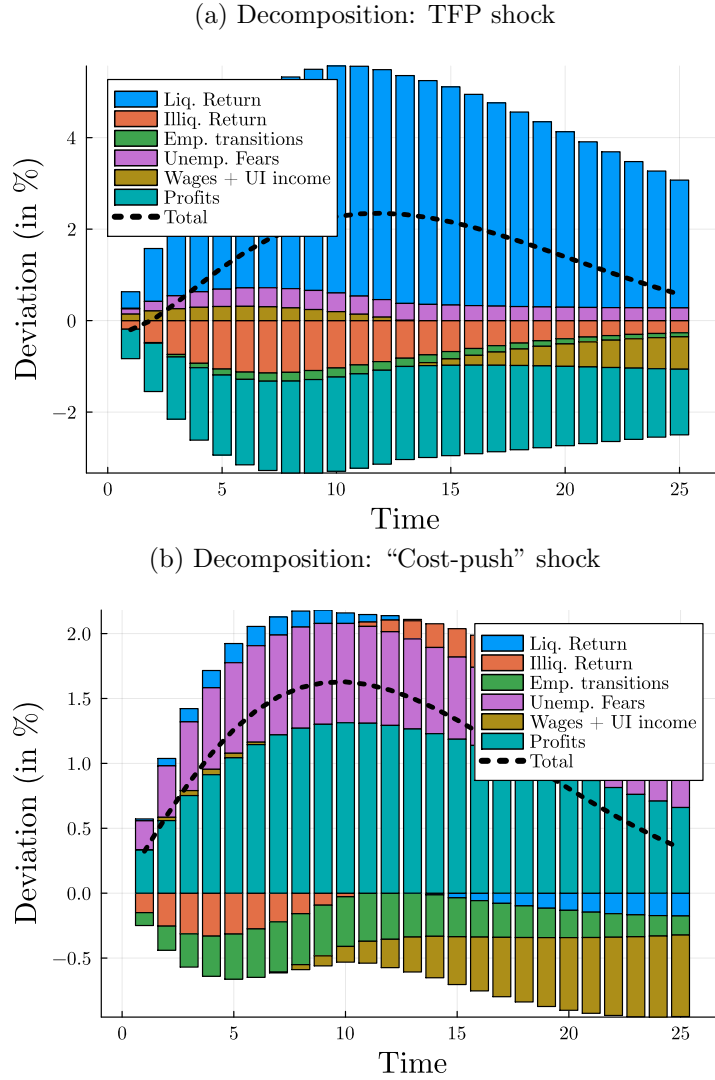 (a) Decomposition: TFP shock
Deviation (in %)
4
2
0
−2
Liq. Return
Illiq. Return
Emp. transitions
Unemp. Fears
Wages + UI income
Profits
Total
0 5 10 15 20 25
Time
(b) Decomposition: “Cost-push” shock
Deviation (in %)
2.0
1.5
1.0
0.5
0.0
−0.5
Liq. Return
Illiq. Return
Emp. transitions
Unemp. Fears
Wages + UI income
Profits
Total
0 5 10 15 20 25
Time